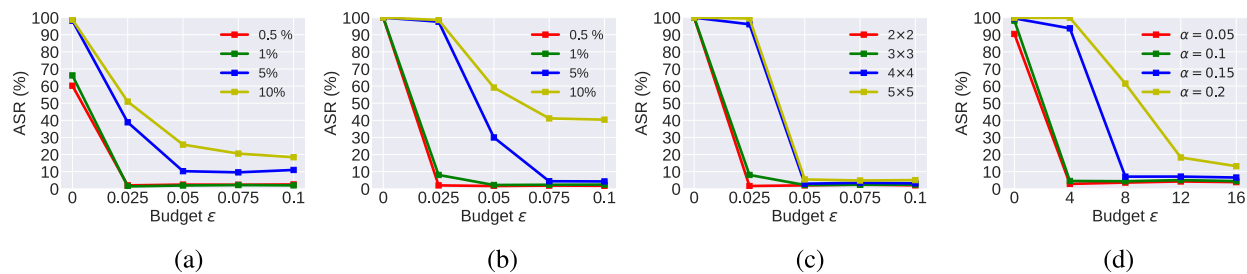 100
90
80
70
60
50
40
30
20
10
0
ASR (%)
0 0.025 0.05 0.075 0.1
Budget ε
0,5 %
1%
5%
10%
(a)
100
90
80
70
60
50
40
30
20
10
0
ASR (%)
0 0.025 0.05 0.075 0.1
Budget ε
0,5 %
1%
5%
10%
(b)
100
90
80
70
60
50
40
30
20
10
0
ASR (%)
0 0.025 0.05 0.075 0.1
Budget ε
2×2
3×3
4×4
5×5
(c)
100
90
80
70
60
50
40
30
20
10
0
ASR (%)
0 4 8 12 16
Budget ε
α = 0.05
α = 0.1
α = 0.15
α = 0.2
(d)